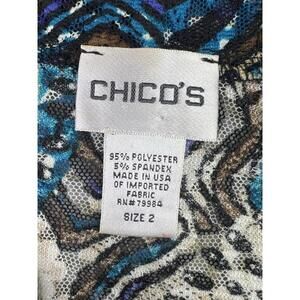 CHICO'S
95% POLYESTER
5% SPANDEX
MADE IN USA
OF IMPORTED
FABRIC
RN# 79984
SIZE 2